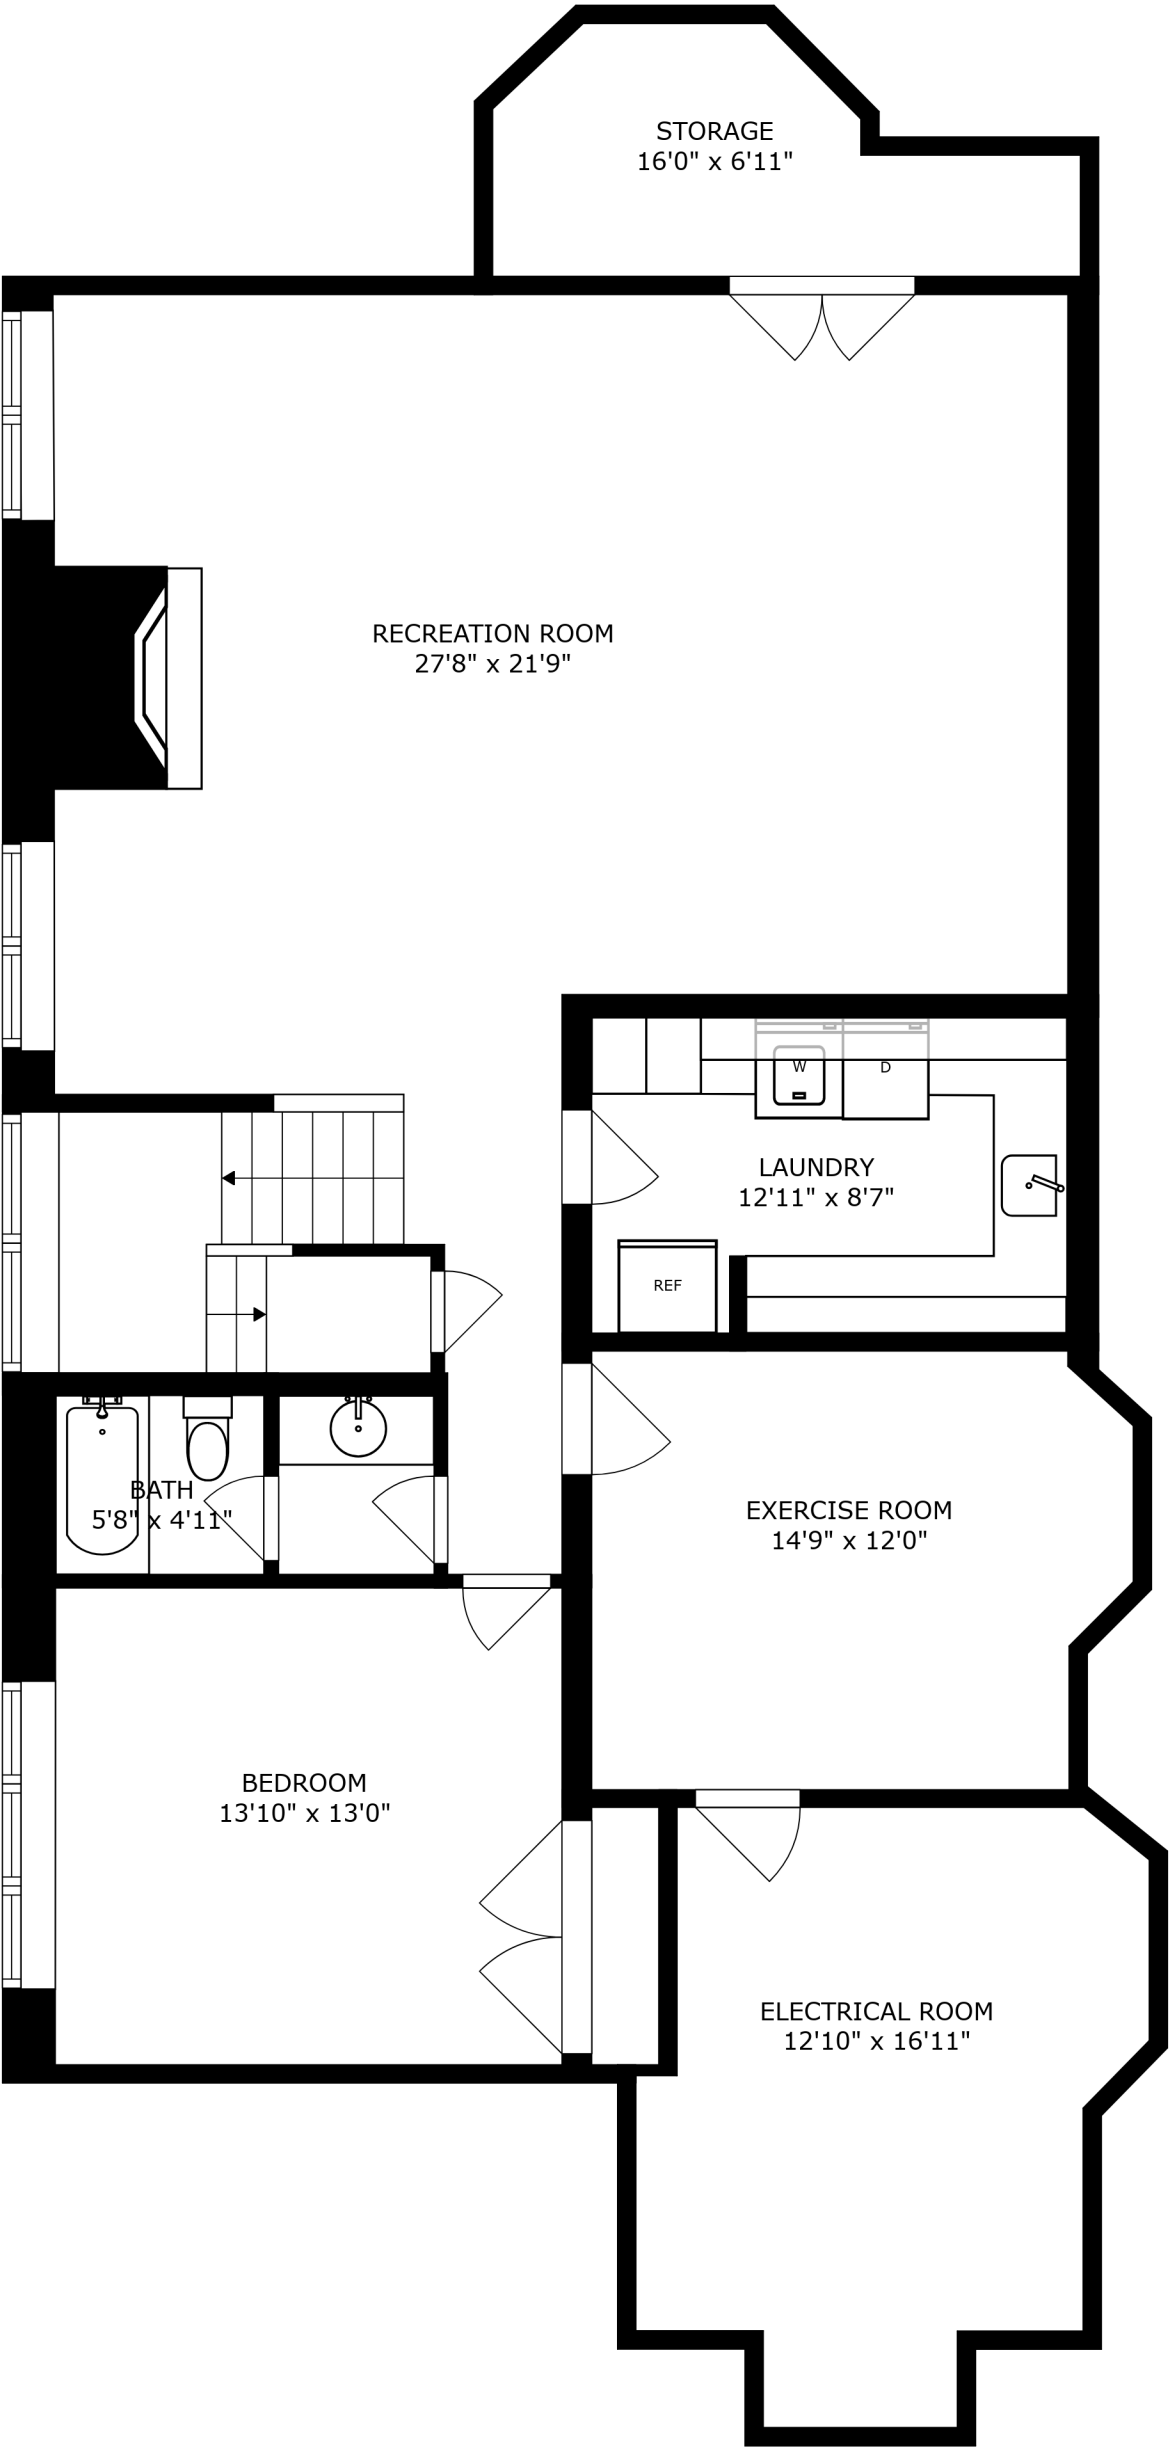 STORAGE
16'0" x 6'11"
RECREATION ROOM
27'8" x 21'9"
W
D
LAUNDRY
12'11" x 8'7"
REF
BATH
5'8" x 4'11"
EXERCISE ROOM
14'9" x 12'0"
BEDROOM
13'10" x 13'0"
ELECTRICAL ROOM
12'10" x 16'11"